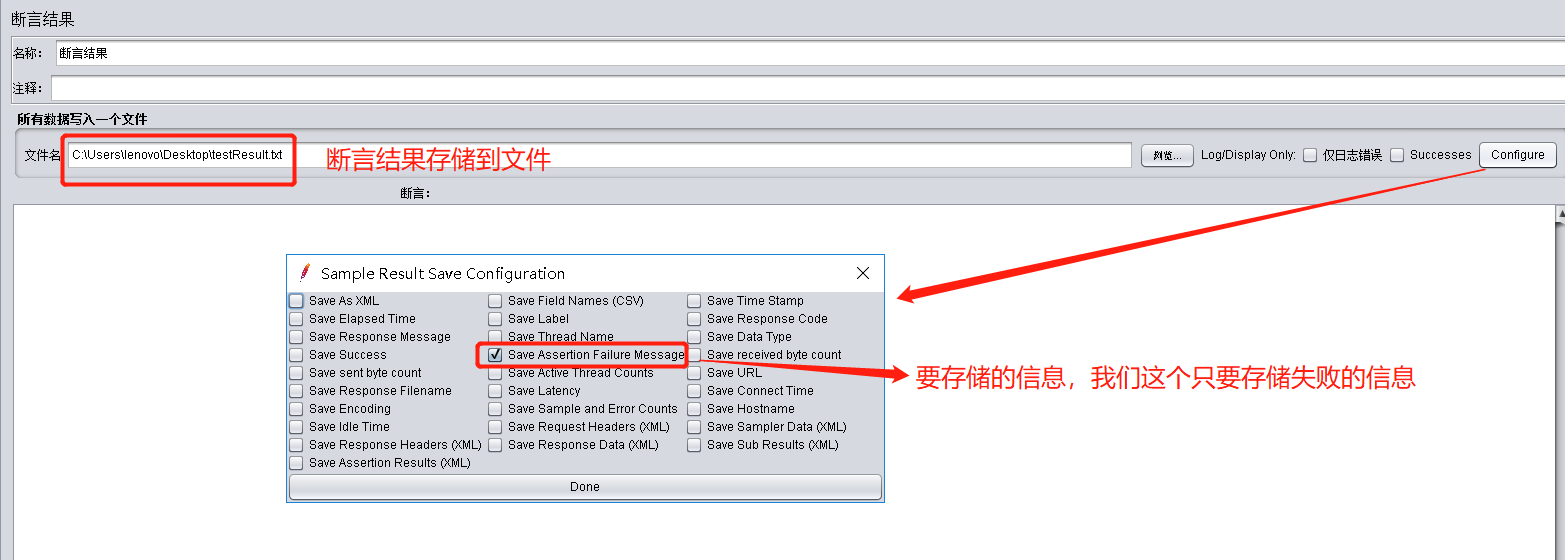 断言结果
名称： 断言结果
注释：
所有数据写入一个文件
文件名 C:\Users\lenovo\Desktop\testResult.txt 断言结果存储到文件 浏览... Log/Display Only: 仅日志错误 Successes Configure
断言：
Sample Result Save Configuration
Save As XML Save Field Names (CSV) Save Time Stamp
Save Elapsed Time Save Label Save Response Code
Save Response Message Save Thread Name Save Data Type
Save Success Save Assertion Failure Message Save received byte count
Save sent byte count Save Active Thread Counts Save URL
要存储的信息，我们这个只要存储失败的信息
Save Response Filename Save Latency Save Connect Time
Save Encoding Save Sample and Error Counts Save Hostname
Save Idle Time Save Request Headers (XML) Save Sampler Data (XML)
Save Response Headers (XML) Save Response Data (XML) Save Sub Results (XML)
Save Assertion Results (XML)
Done